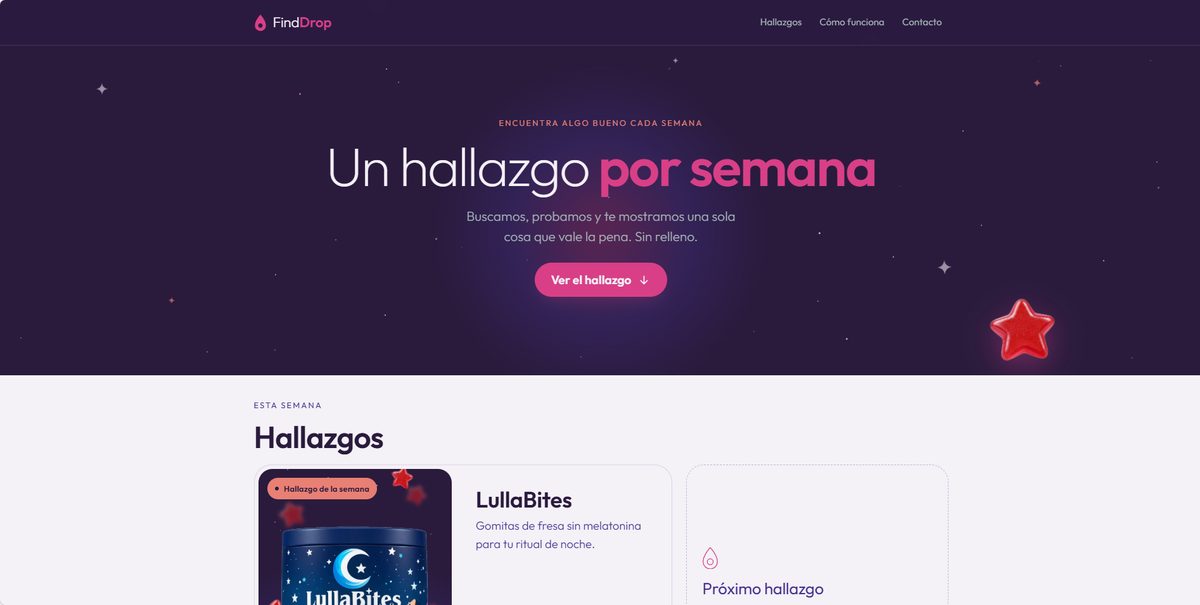 FindDrop
Hallazgos
Cómo funciona
Contacto
ENCUENTRA ALGO BUENO CADA SEMANA
Un hallazgo por semana
Buscamos, probamos y te mostramos una sola
cosa que vale la pena. Sin relleno.
Ver el hallazgo ↓
ESTA SEMANA
Hallazgos
Hallazgo de la semana
LullaBites
LullaBites
Gomitas de fresa sin melatonina
para tu ritual de noche.
Próximo hallazgo